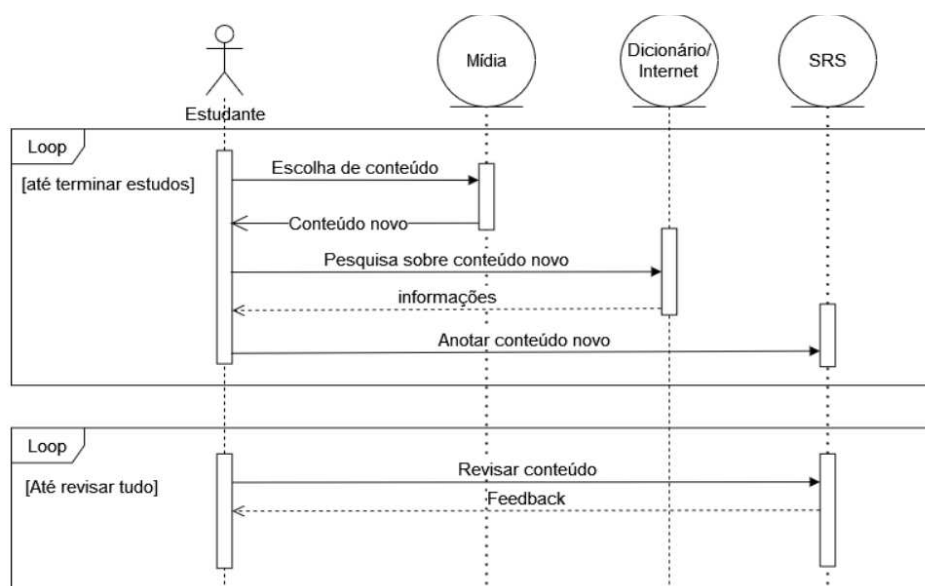 Estudante
Mídia
Dicionário/
Internet
SRS
Loop
[até terminar estudos]
Escolha de conteúdo
Conteúdo novo
Pesquisa sobre conteúdo novo
informações
Anotar conteúdo novo
Loop
[Até revisar tudo]
Revisar conteúdo
Feedback